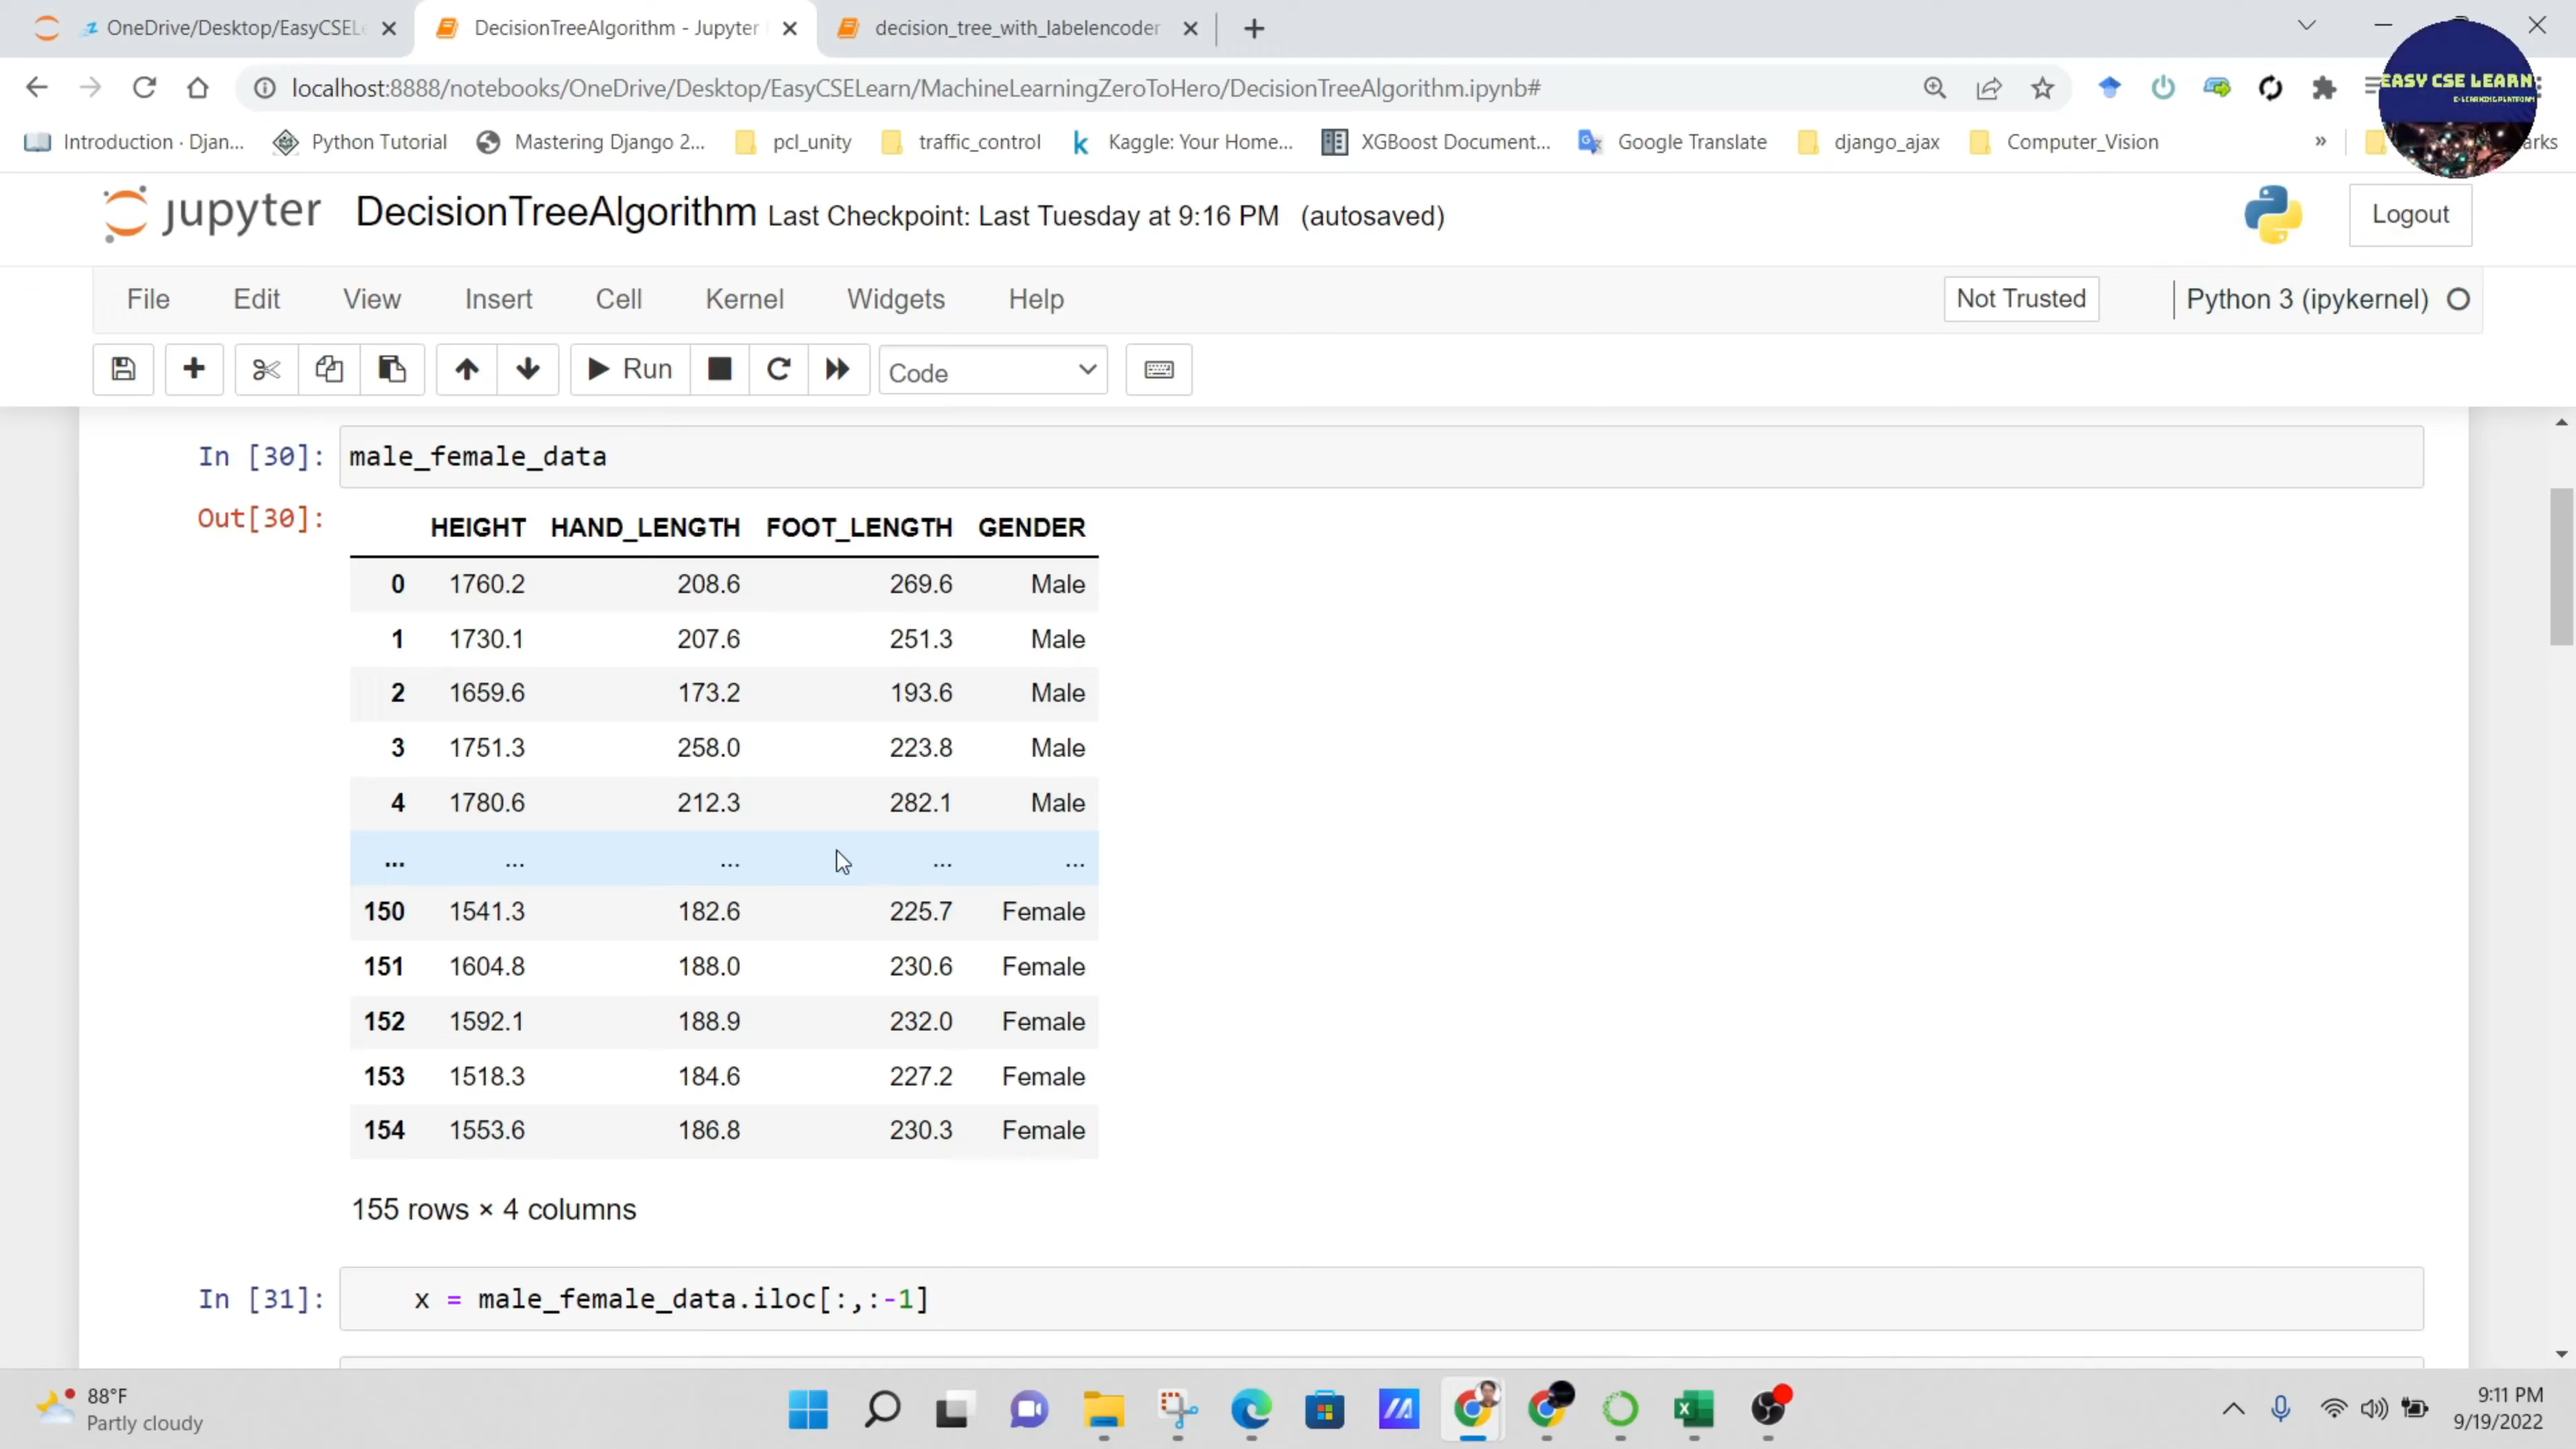 OneDrive/Desktop/EasyCSELe
DecisionTreeAlgorithm - Jupyter
decision_tree_with_labelencoder
localhost:8888/notebooks/OneDrive/Desktop/EasyCSELearn/MachineLearningZeroToHero/DecisionTreeAlgorithm.ipynb#
EASY CSE LEARN
E-LEARNING PLATFORM
Introduction · Djan...
Python Tutorial
Mastering Django 2...
pcl_unity
traffic_control
Kaggle: Your Home...
XGBoost Document...
Google Translate
django_ajax
Computer_Vision
»
arks
jupyter DecisionTreeAlgorithm Last Checkpoint: Last Tuesday at 9:16 PM (autosaved)
Logout
File Edit View Insert Cell Kernel Widgets Help
Not Trusted
Python 3 (ipykernel)
Run
Code
In [30]: male_female_data
Out[30]:
HEIGHT HAND_LENGTH FOOT_LENGTH GENDER
0 1760.2 208.6 269.6 Male
1 1730.1 207.6 251.3 Male
2 1659.6 173.2 193.6 Male
3 1751.3 258.0 223.8 Male
4 1780.6 212.3 282.1 Male
... ... ... ... ...
150 1541.3 182.6 225.7 Female
151 1604.8 188.0 230.6 Female
152 1592.1 188.9 232.0 Female
153 1518.3 184.6 227.2 Female
154 1553.6 186.8 230.3 Female
155 rows × 4 columns
In [31]: x = male_female_data.iloc[:,:-1]
88°F
Partly cloudy
9:11 PM
9/19/2022